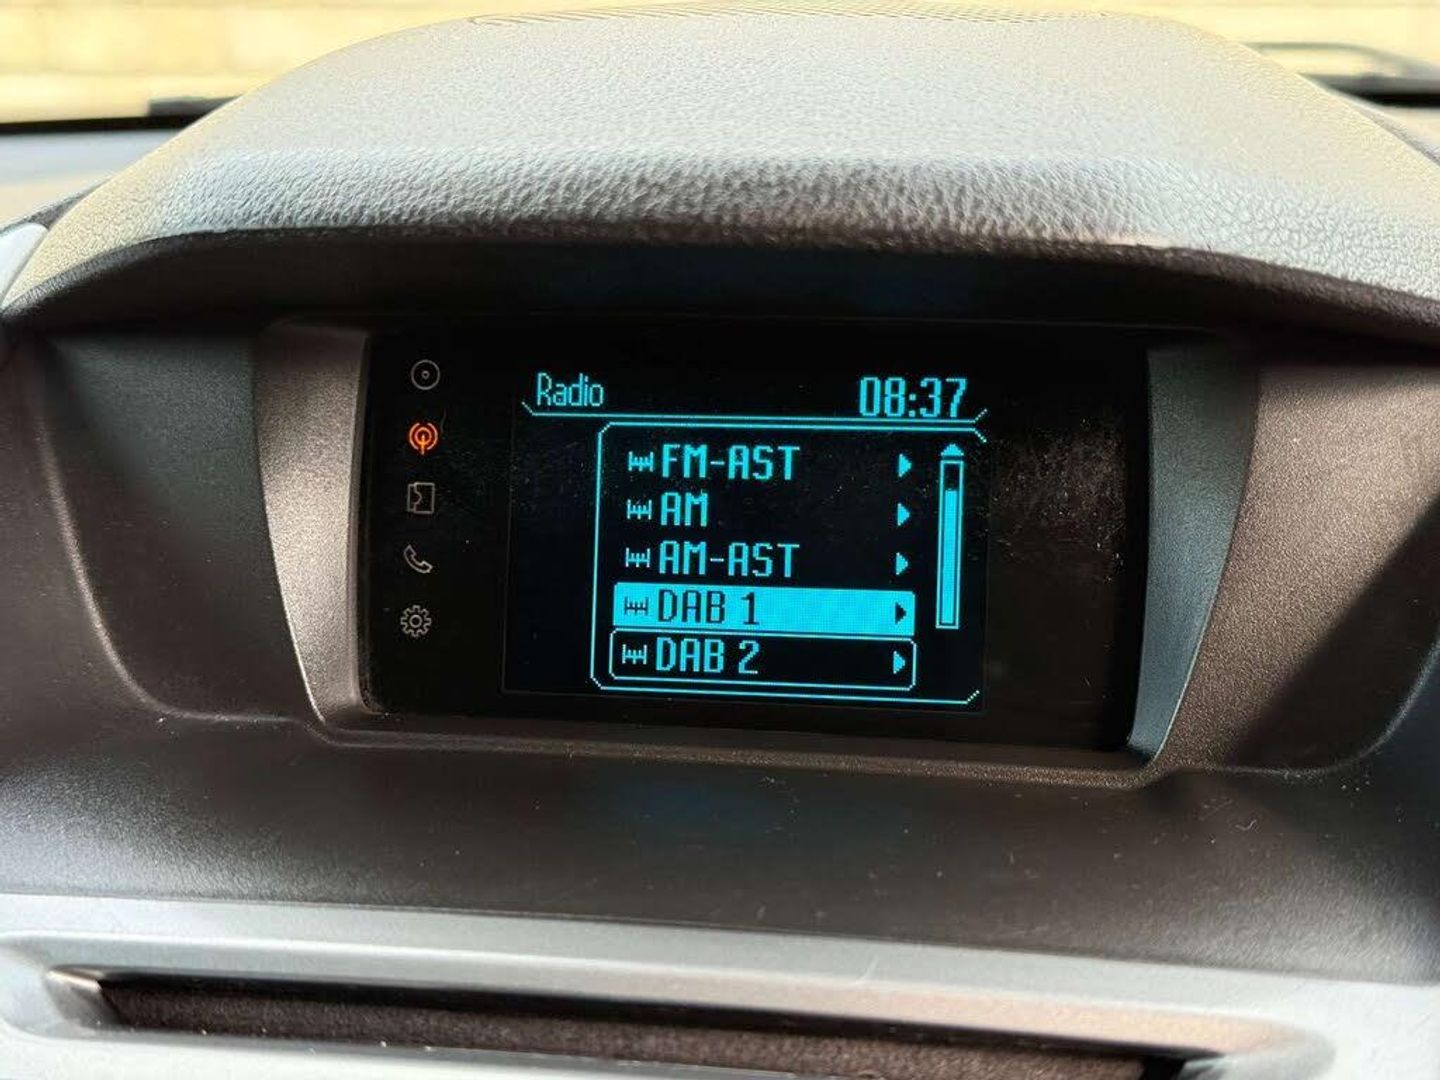 Radio 08:37
FM-AST
AM
AM-AST
DAB 1
DAB 2